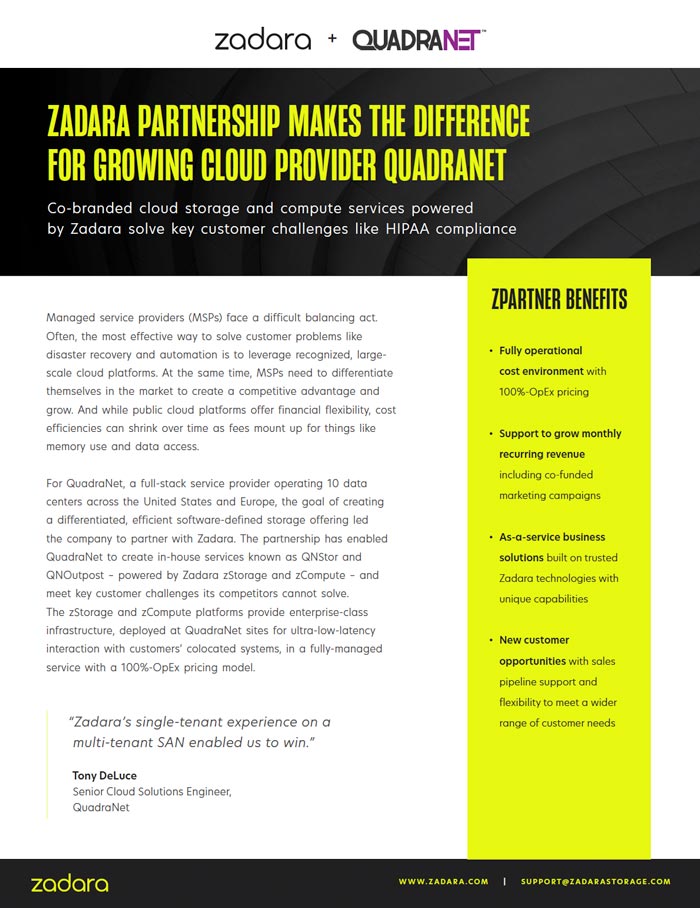 zadara + QUADRANET™
ZADARA PARTNERSHIP MAKES THE DIFFERENCE
FOR GROWING CLOUD PROVIDER QUADRANET
Co-branded cloud storage and compute services powered
by Zadara solve key customer challenges like HIPAA compliance
Managed service providers (MSPs) face a difficult balancing act.
Often, the most effective way to solve customer problems like
disaster recovery and automation is to leverage recognized, large-
scale cloud platforms. At the same time, MSPs need to differentiate
themselves in the market to create a competitive advantage and
grow. And while public cloud platforms offer financial flexibility, cost
efficiencies can shrink over time as fees mount up for things like
memory use and data access.
For QuadraNet, a full-stack service provider operating 10 data
centers across the United States and Europe, the goal of creating
a differentiated, efficient software-defined storage offering led
the company to partner with Zadara. The partnership has enabled
QuadraNet to create in-house services known as QNStor and
QNOutpost – powered by Zadara zStorage and zCompute – and
meet key customer challenges its competitors cannot solve.
The zStorage and zCompute platforms provide enterprise-class
infrastructure, deployed at QuadraNet sites for ultra-low-latency
interaction with customers' colocated systems, in a fully-managed
service with a 100%-OpEx pricing model.
"Zadara's single-tenant experience on a
multi-tenant SAN enabled us to win."
Tony DeLuce
Senior Cloud Solutions Engineer,
QuadraNet
ZPARTNER BENEFITS
• Fully operational
cost environment with
100%-OpEx pricing
• Support to grow monthly
recurring revenue
including co-funded
marketing campaigns
• As-a-service business
solutions built on trusted
Zadara technologies with
unique capabilities
• New customer
opportunities with sales
pipeline support and
flexibility to meet a wider
range of customer needs
zadara
WWW.ZADARA.COM | SUPPORT@ZADARASTORAGE.COM